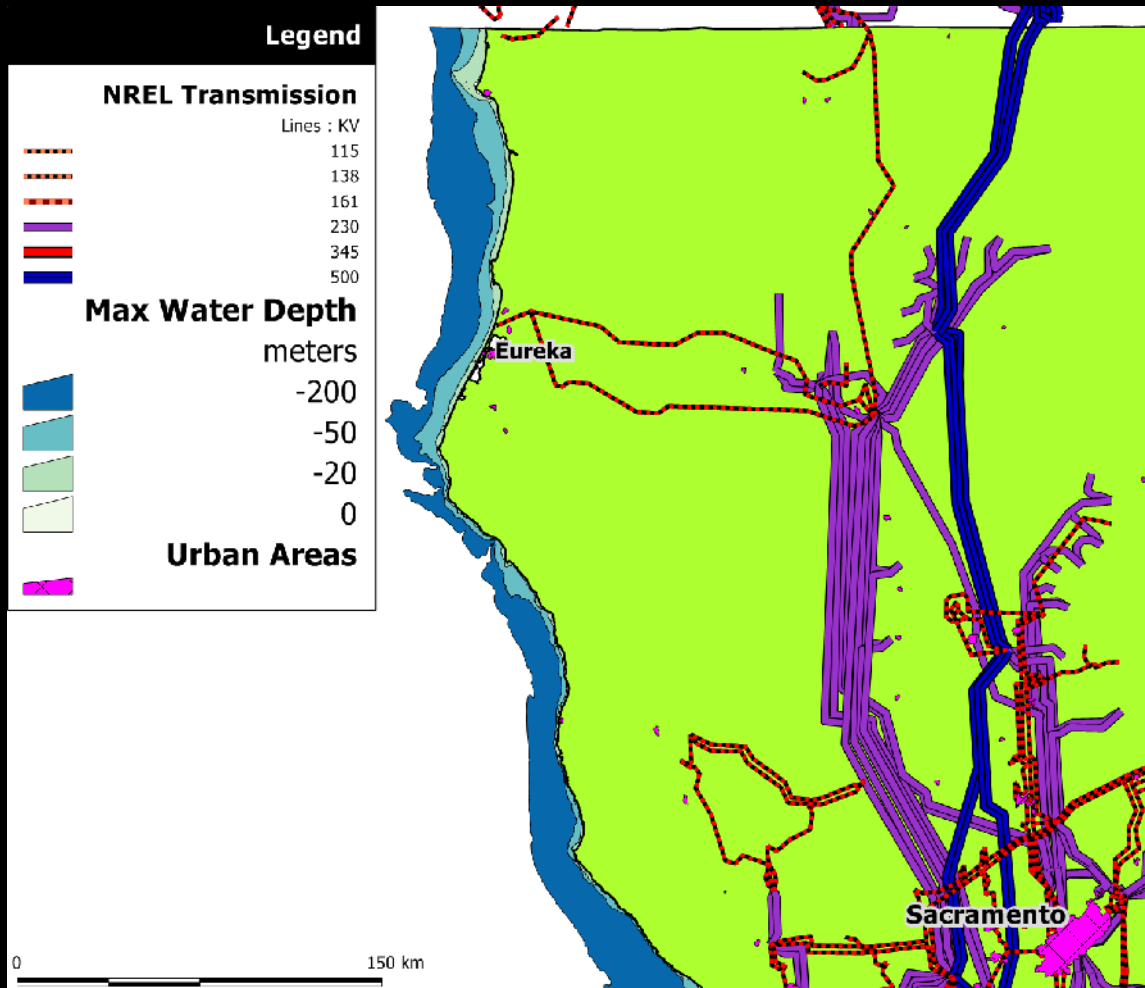 Legend
NREL Transmission
Lines : KV
115
138
161
230
345
500
Max Water Depth
meters
-200
-50
-20
0
Urban Areas
Eureka
Sacramento
0
150 km